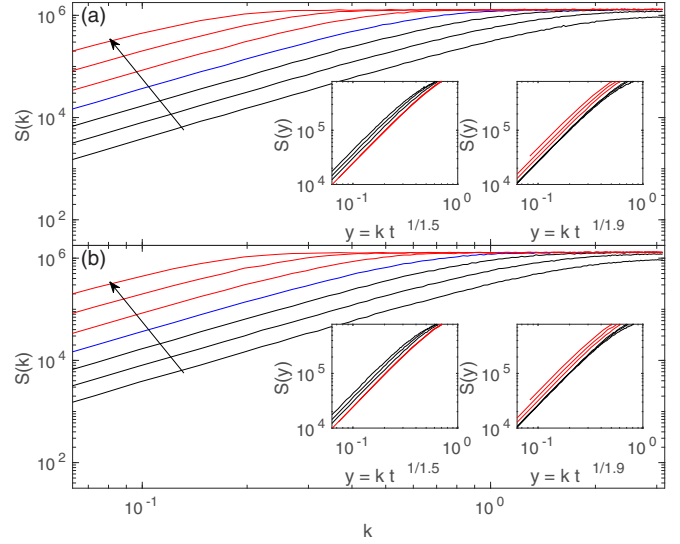 (a)
10^6
10^4
10^2
S(k)
S(y)
10^5
10^4
10^-1
10^0
y = k t^1/1.5
S(y)
10^5
10^4
10^-1
10^0
y = k t^1/1.9
(b)
10^6
10^4
10^2
S(k)
S(y)
10^5
10^4
10^-1
10^0
y = k t^1/1.5
S(y)
10^5
10^4
10^-1
10^0
y = k t^1/1.9
10^-1
10^0
k